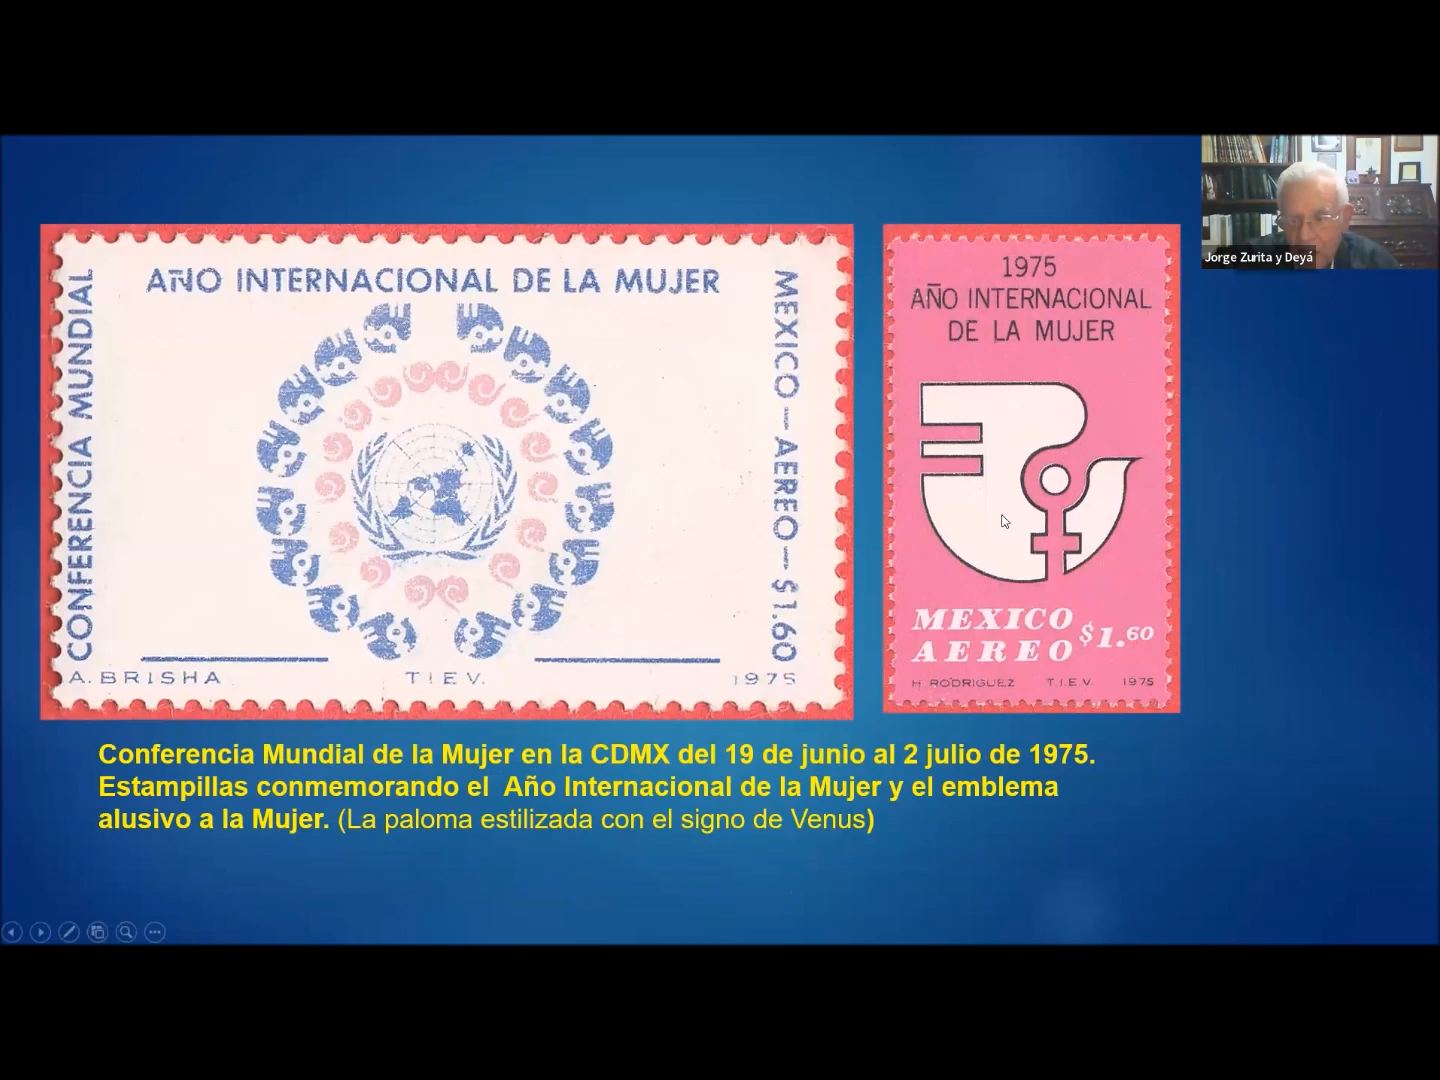 Jorge Zurita y Deyá
CONFERENCIA MUNDIAL
AÑO INTERNACIONAL DE LA MUJER
MEXICO — AEREO — $1.60
A. BRISHA T.I.E.V. 1975
1975
AÑO INTERNACIONAL
DE LA MUJER
MEXICO
AEREO $1.60
H RODRIGUEZ T.I.E.V. 1975
Conferencia Mundial de la Mujer en la CDMX del 19 de junio al 2 julio de 1975.
Estampillas conmemorando el Año Internacional de la Mujer y el emblema
alusivo a la Mujer. (La paloma estilizada con el signo de Venus)